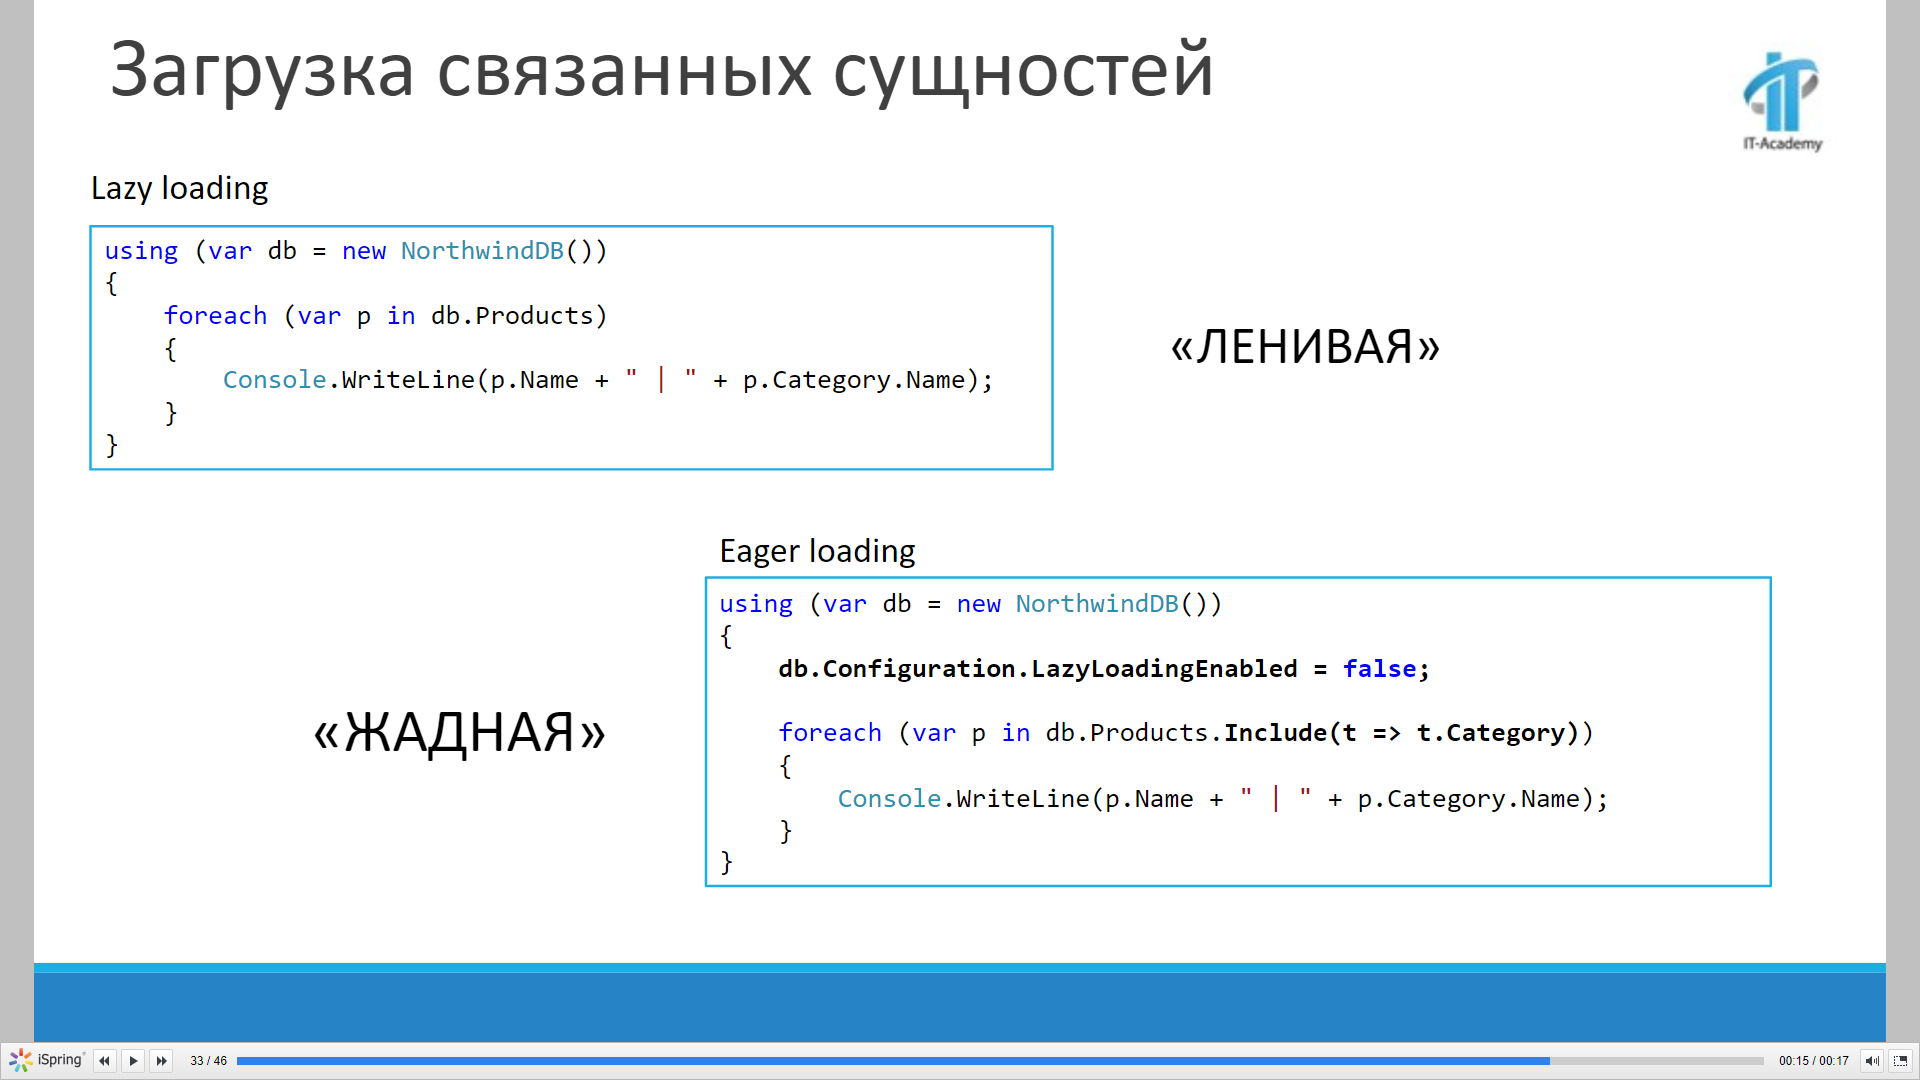 Загрузка связанных сущностей
IT-Academy
Lazy loading
using (var db = new NorthwindDB())
{
    foreach (var p in db.Products)
    {
        Console.WriteLine(p.Name + " | " + p.Category.Name);
    }
}
«ЛЕНИВАЯ»
Eager loading
using (var db = new NorthwindDB())
{
    db.Configuration.LazyLoadingEnabled = false;
    foreach (var p in db.Products.Include(t => t.Category))
    {
        Console.WriteLine(p.Name + " | " + p.Category.Name);
    }
}
«ЖАДНАЯ»
iSpring
33 / 46
00:15 / 00:17